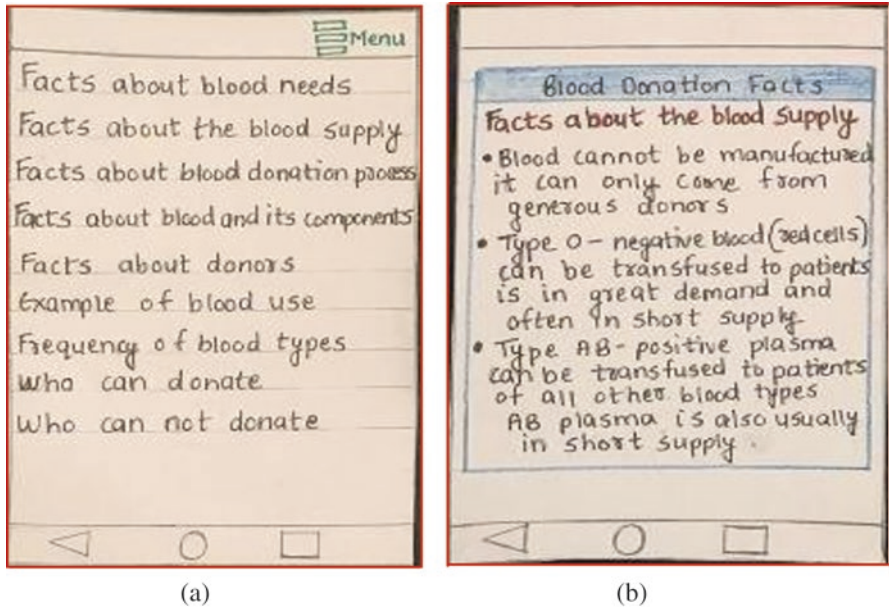 Menu
Facts about blood needs
Facts about the blood supply
Facts about blood donation process
Facts about blood and its components
Facts about donors
Example of blood use
Frequency of blood types
Who can donate
Who can not donate
(a)
Blood Donation Facts
Facts about the blood supply
• Blood cannot be manufactured
it can only come from
generous donors
• Type O - negative blood (red cells)
can be transfused to patients
is in great demand and
often in short supply
• Type AB - positive plasma
can be transfused to patients
of all other blood types
AB plasma is also usually
in short supply.
(b)